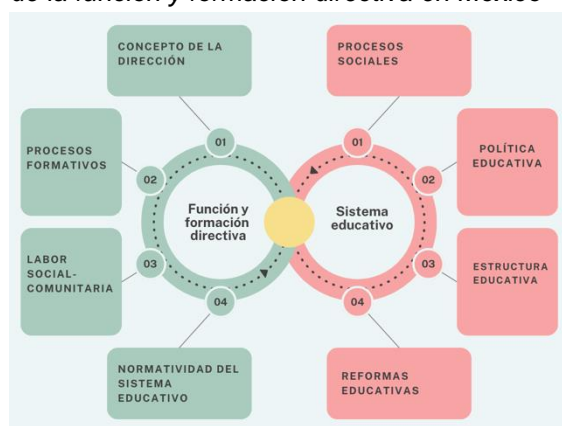 de la función y formación directiva en México
CONCEPTO DE LA
DIRECCIÓN
PROCESOS
SOCIALES
PROCESOS
FORMATIVOS
POLÍTICA
EDUCATIVA
01
01
02
02
Función y
formación
directiva
Sistema
educativo
LABOR
SOCIAL-
COMUNITARIA
ESTRUCTURA
EDUCATIVA
03
03
04
04
NORMATIVIDAD DEL
SISTEMA
EDUCATIVO
REFORMAS
EDUCATIVAS